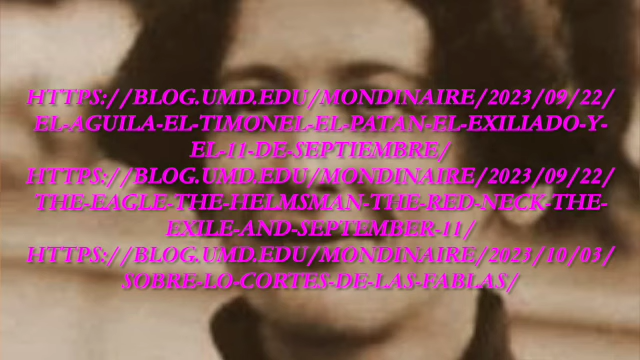 HTTPS://BLOG.UMD.EDU/MONDINAIRE/2023/09/22/
EL-AGUILA-EL-TIMONEL-EL-PATAN-EL-EXILIADO-Y-
EL-11-DE-SEPTIEMBRE/
HTTPS://BLOG.UMD.EDU/MONDINAIRE/2023/09/22/
THE-EAGLE-THE-HELMSMAN-THE-RED-NECK-THE-
EXILE-AND-SEPTEMBER-11/
HTTPS://BLOG.UMD.EDU/MONDINAIRE/2023/10/03/
SOBRE-LO-CORTES-DE-LAS-FABLAS/